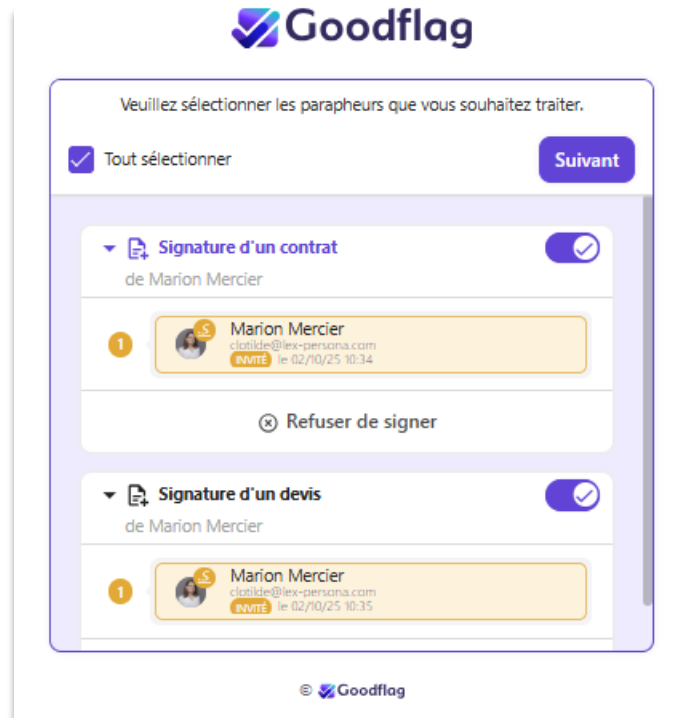 Goodflag
Veuillez sélectionner les parapheurs que vous souhaitez traiter.
Tout sélectionner
Suivant
Signature d'un contrat
de Marion Mercier
1
Marion Mercier
clotilde@lex-persona.com
INVITÉ le 02/10/25 10:34
Refuser de signer
Signature d'un devis
de Marion Mercier
1
Marion Mercier
clotilde@lex-persona.com
INVITÉ le 02/10/25 10:35
© Goodflag